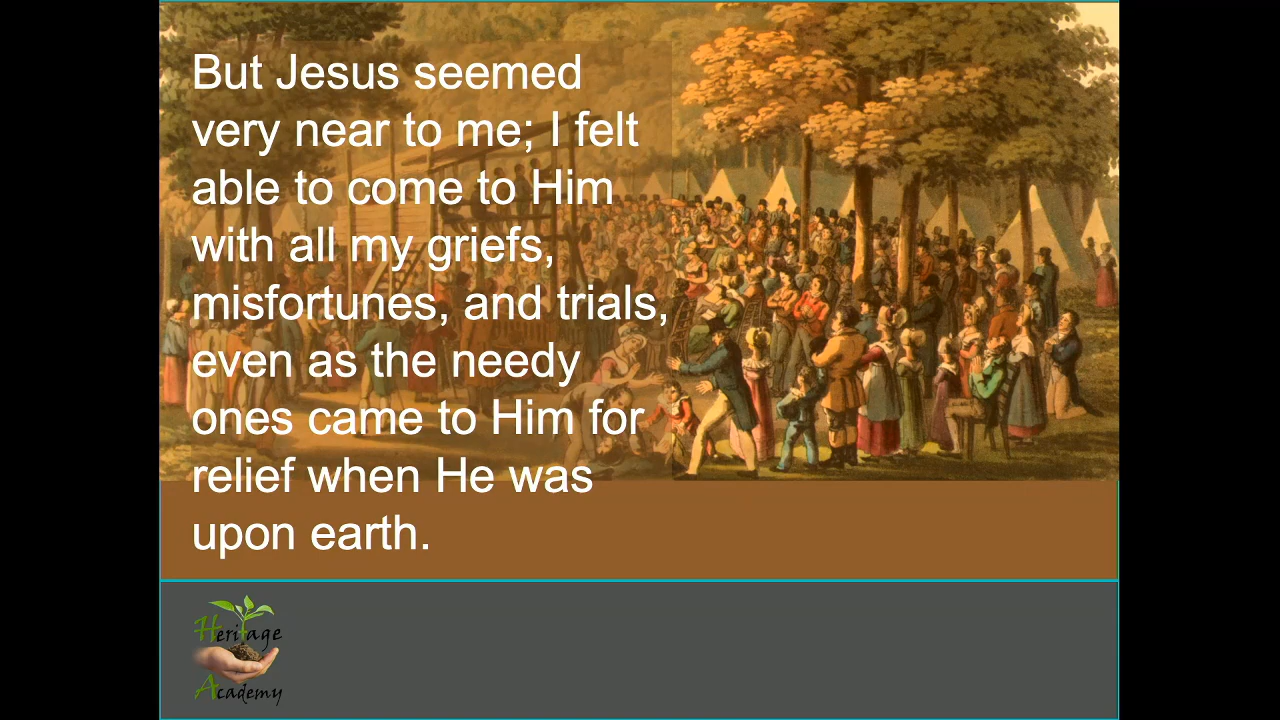 But Jesus seemed
very near to me; I felt
able to come to Him
with all my griefs,
misfortunes, and trials,
even as the needy
ones came to Him for
relief when He was
upon earth.
Heritage
Academy